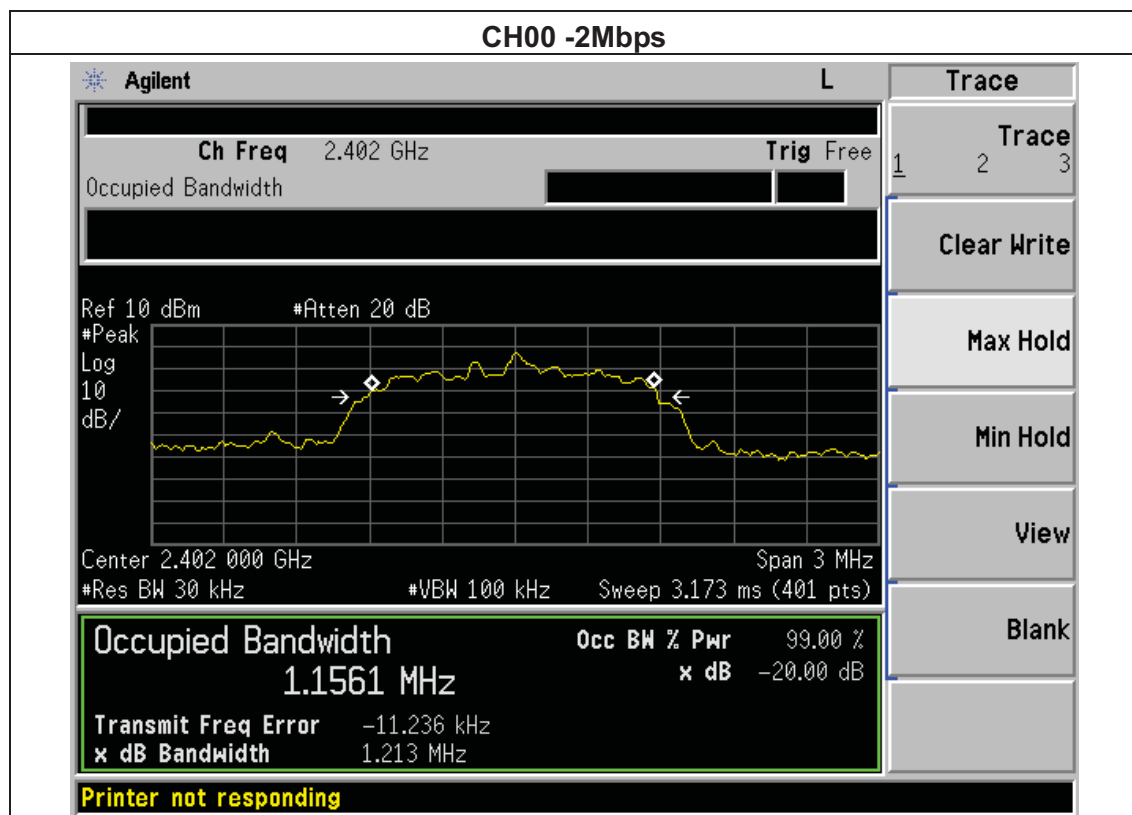 CH00 -2Mbps
Agilent L Trace
Ch Freq 2.402 GHz Trig Free
Occupied Bandwidth
Trace
1 2 3
Clear Write
Ref 10 dBm #Atten 20 dB
#Peak
Log
10
dB/
Max Hold
Min Hold
View
Center 2.402 000 GHz Span 3 MHz
#Res BW 30 kHz #VBW 100 kHz Sweep 3.173 ms (401 pts)
Blank
Occupied Bandwidth Occ BW % Pwr 99.00 %
1.1561 MHz x dB -20.00 dB
Transmit Freq Error -11.236 kHz
x dB Bandwidth 1.213 MHz
Printer not responding